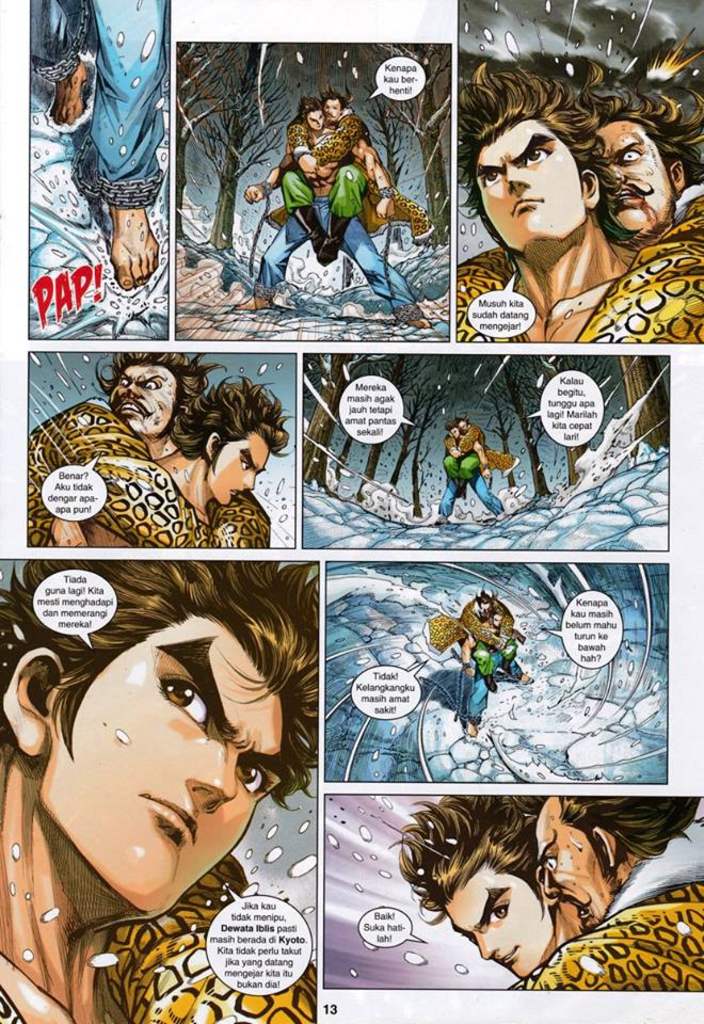 PAP!
Kenapa
kau ber-
henti!
Musuh kita
sudah datang
mengejar!
Benar?
Aku tidak
dengar apa-
apa pun!
Mereka
masih agak
jauh tetapi
amat pantas
sekali!
Kalau
begitu,
tunggu apa
lagi! Marilah
kita cepat
lari!
Tiada
guna lagi! Kita
mesti menghadapi
dan memerangi
mereka!
Jika kau
tidak menipu,
Dewata Iblis pasti
masih berada di Kyoto.
Kita tidak perlu takut
jika yang datang
mengejar kita itu
bukan dia!
Kenapa
kau masih
belum mahu
turun ke
bawah
hah?
Tidak!
Kelangkangku
masih amat
sakit!
Baik!
Suka hati-
lah!
13